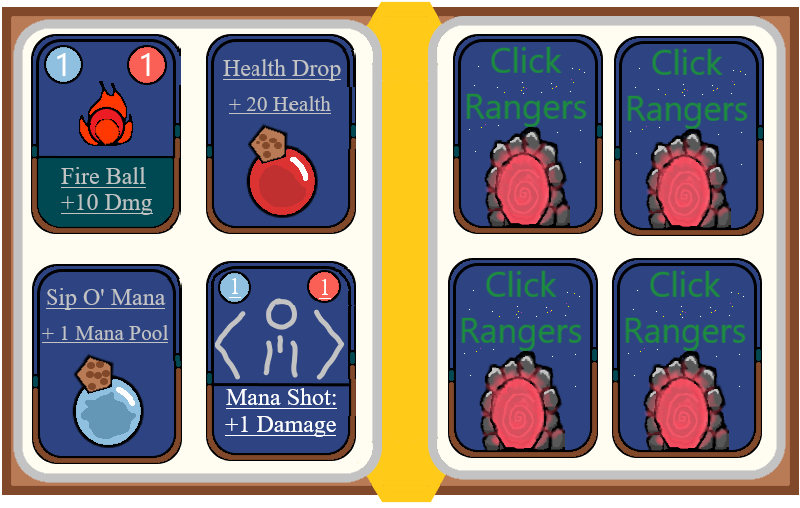 1 1
Fire Ball
+10 Dmg
Health Drop
+ 20 Health
Sip O' Mana
+ 1 Mana Pool
1 1
Mana Shot:
+1 Damage
Click
Rangers
Click
Rangers
Click
Rangers
Click
Rangers